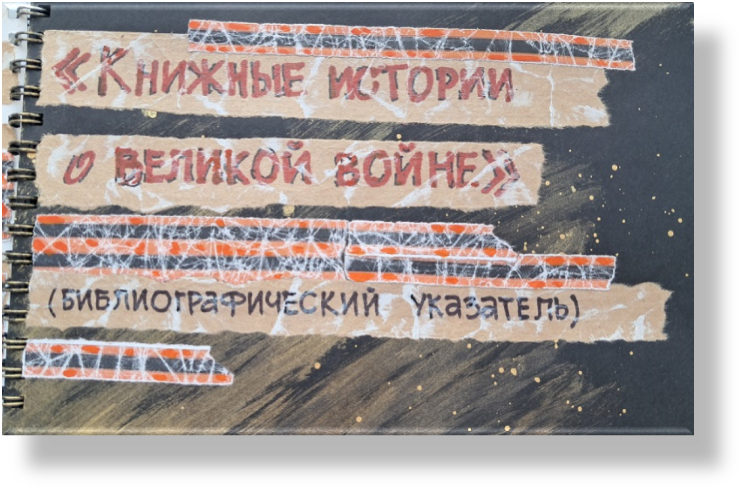 «Книжные истории
о Великой войне»
(Библиографический указатель)